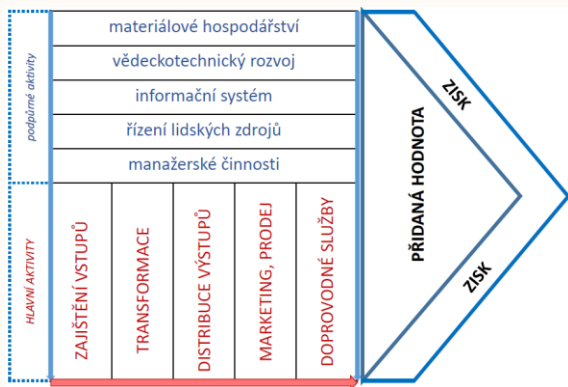 podpůrné aktivity
materiálové hospodářství
vědeckotechnický rozvoj
informační systém
řízení lidských zdrojů
manažerské činnosti
HLAVNÍ AKTIVITY
ZAJIŠTĚNÍ VSTUPŮ
TRANSFORMACE
DISTRIBUCE VÝSTUPŮ
MARKETING, PRODEJ
DOPROVODNÉ SLUŽBY
PŘIDANÁ HODNOTA
ZISK
ZISK